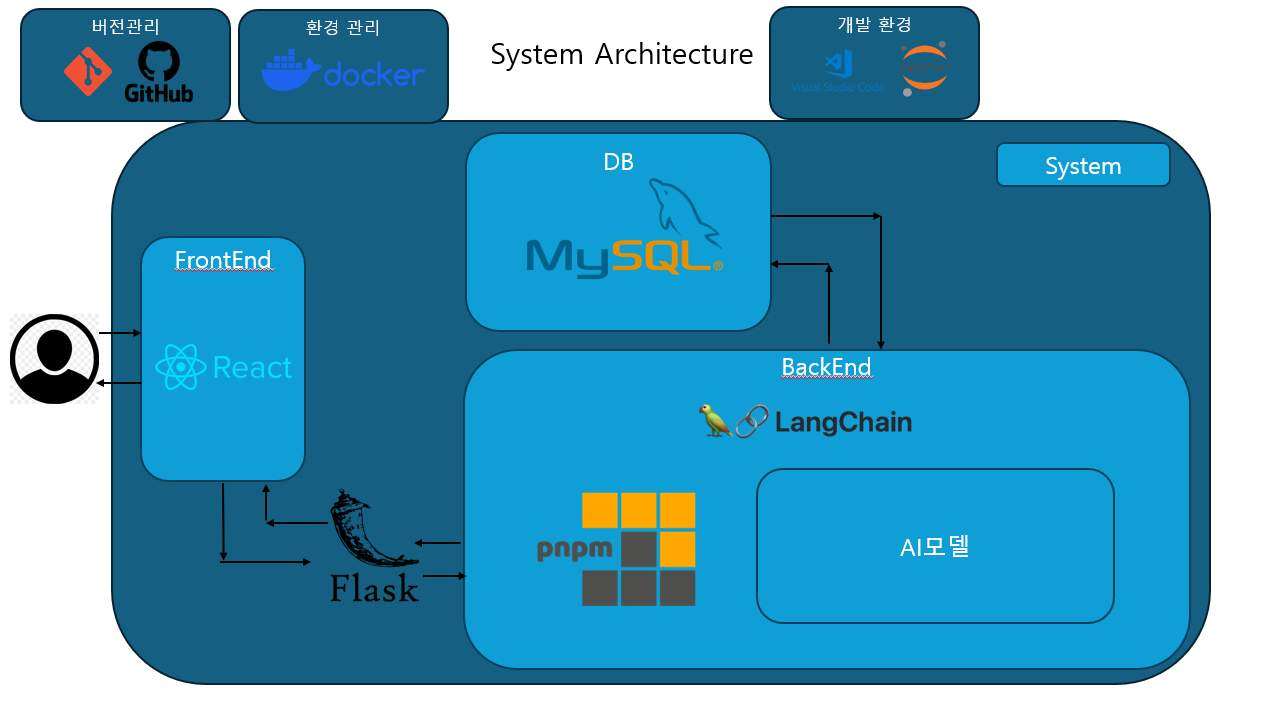 버전관리
GitHub
환경 관리
docker
System Architecture
개발 환경
Visual Studio Code
DB
MySQL®
System
FrontEnd
React
BackEnd
LangChain
pnpm
AI모델
Flask